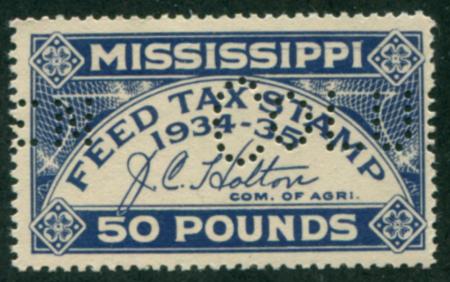 MISSISSIPPI
FEED TAX STAMP
1934-35
J. C. Holton
COM. OF AGRI.
50 POUNDS